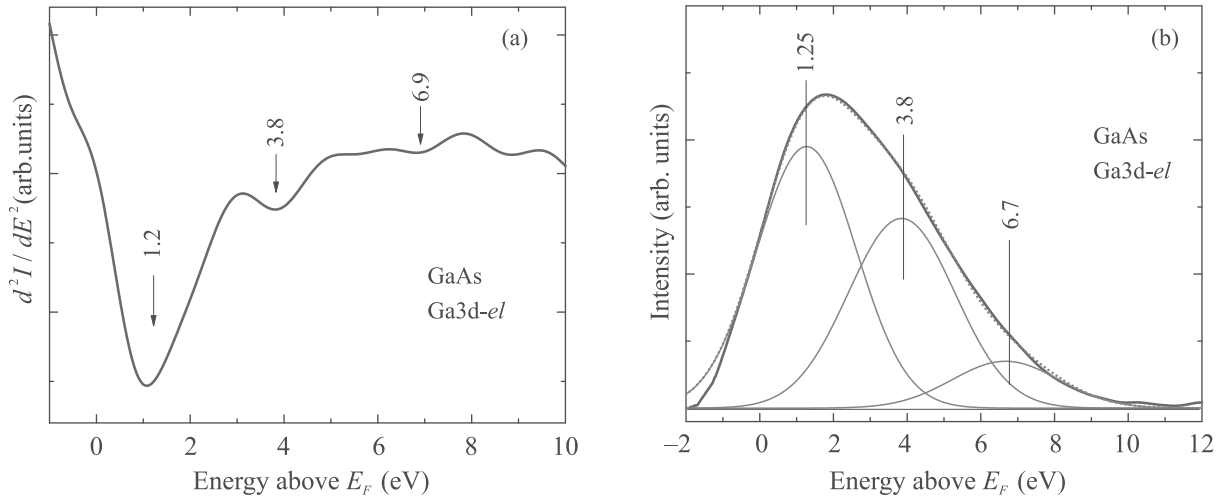 (a)
6.9
3.8
1.2
d²I / dE² (arb.units)
GaAs
Ga3d-el
0 2 4 6 8 10
Energy above E_F (eV)
(b)
1.25
3.8
6.7
GaAs
Ga3d-el
Intensity (arb. units)
–2 0 2 4 6 8 10 12
Energy above E_F (eV)